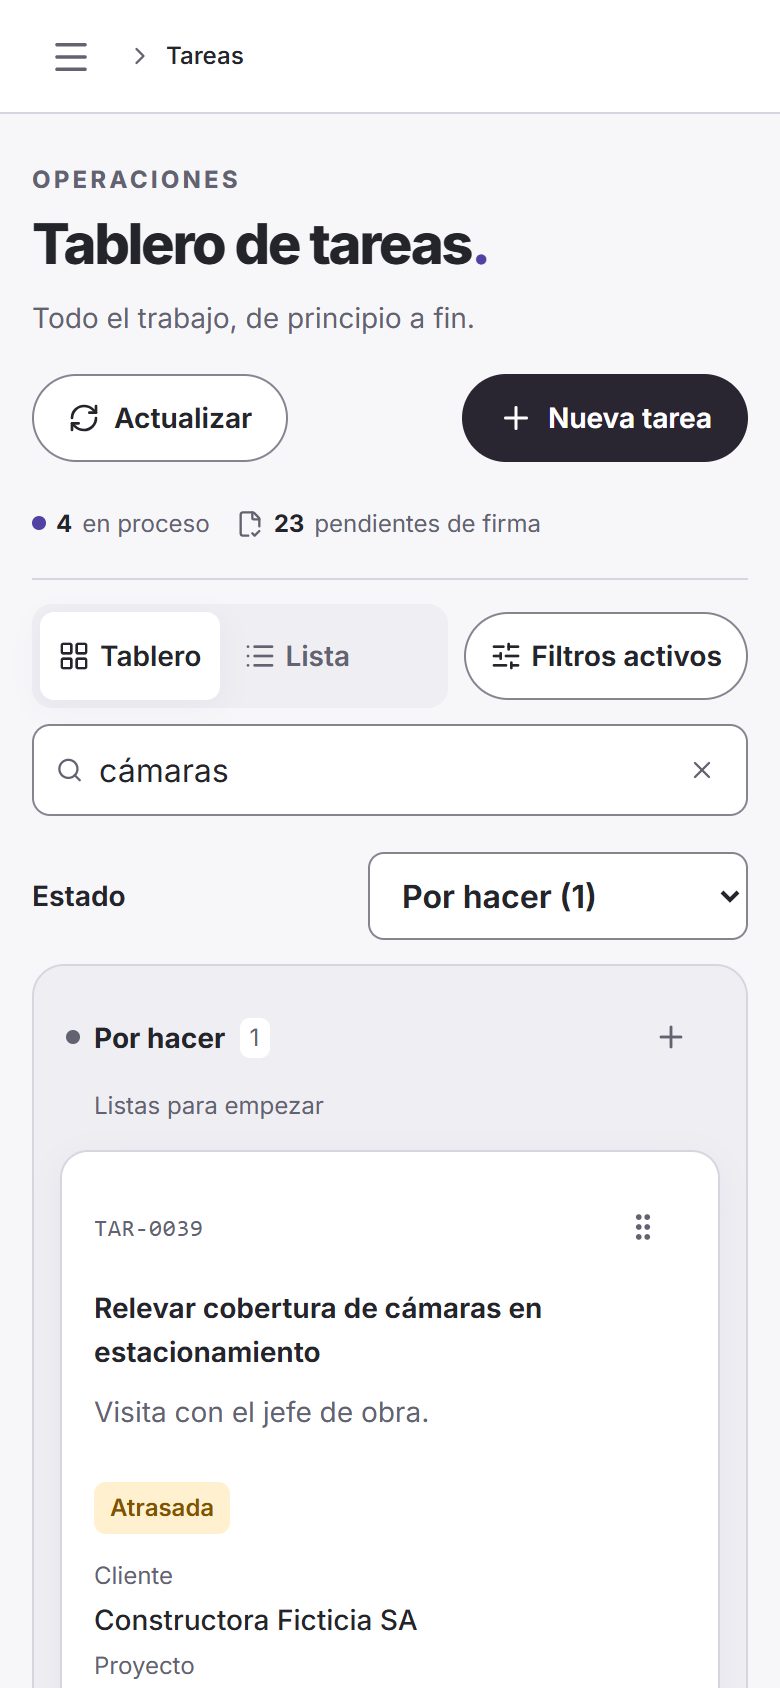 Tareas
OPERACIONES
Tablero de tareas.
Todo el trabajo, de principio a fin.
Actualizar
Nueva tarea
4 en proceso 23 pendientes de firma
Tablero Lista Filtros activos
cámaras
Estado Por hacer (1)
Por hacer 1
Listas para empezar
TAR-0039
Relevar cobertura de cámaras en
estacionamiento
Visita con el jefe de obra.
Atrasada
Cliente
Constructora Ficticia SA
Proyecto